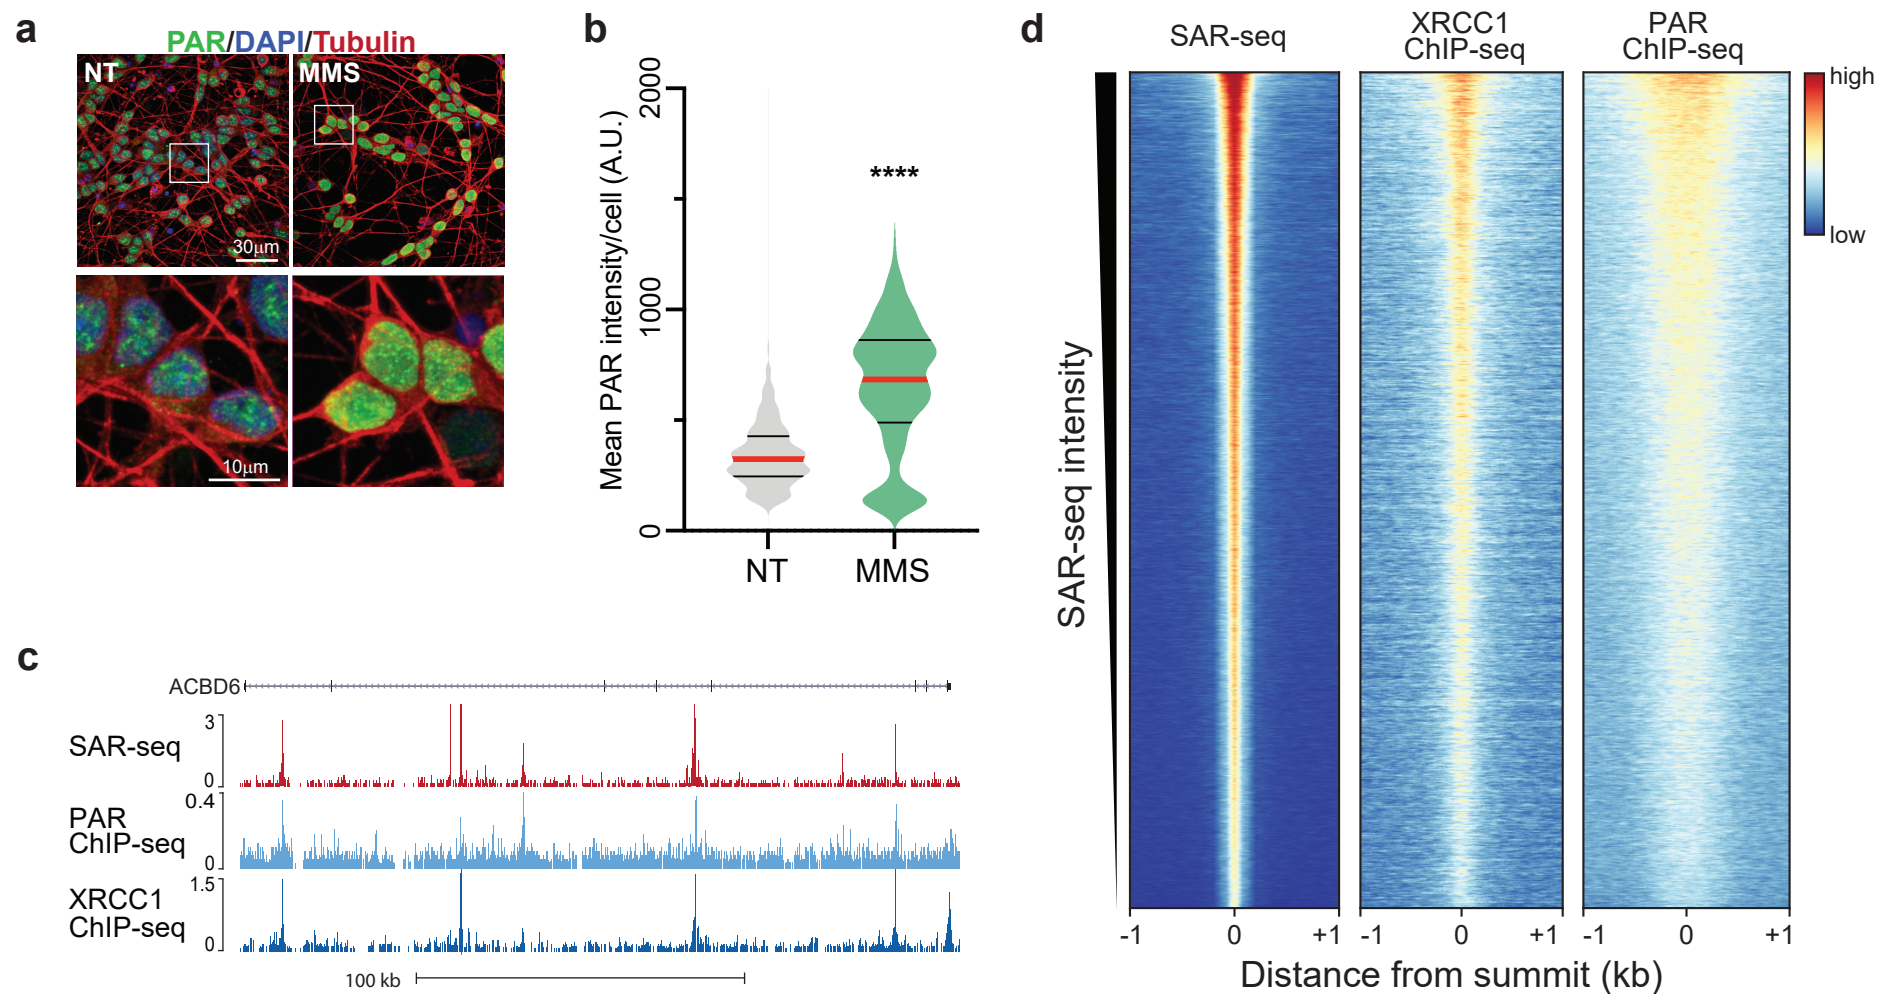 a
PAR/DAPI/Tubulin
NT
MMS
30µm
10µm
b
Mean PAR intensity/cell (A.U.)
2000
1000
0
****
NT
MMS
c
ACBD6
SAR-seq
3
0
PAR
ChIP-seq
0.4
0
XRCC1
ChIP-seq
1.5
0
100 kb
d
SAR-seq
XRCC1
ChIP-seq
PAR
ChIP-seq
high
low
SAR-seq intensity
-1
0
+1
-1
0
+1
-1
0
+1
Distance from summit (kb)